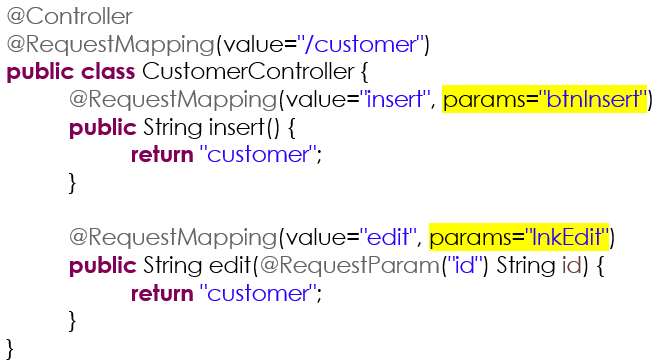 @Controller
@RequestMapping(value="/customer")
public class CustomerController {
@RequestMapping(value="insert", params="btnInsert")
public String insert() {
return "customer";
}
@RequestMapping(value="edit", params="lnkEdit")
public String edit(@RequestParam("id") String id) {
return "customer";
}
}